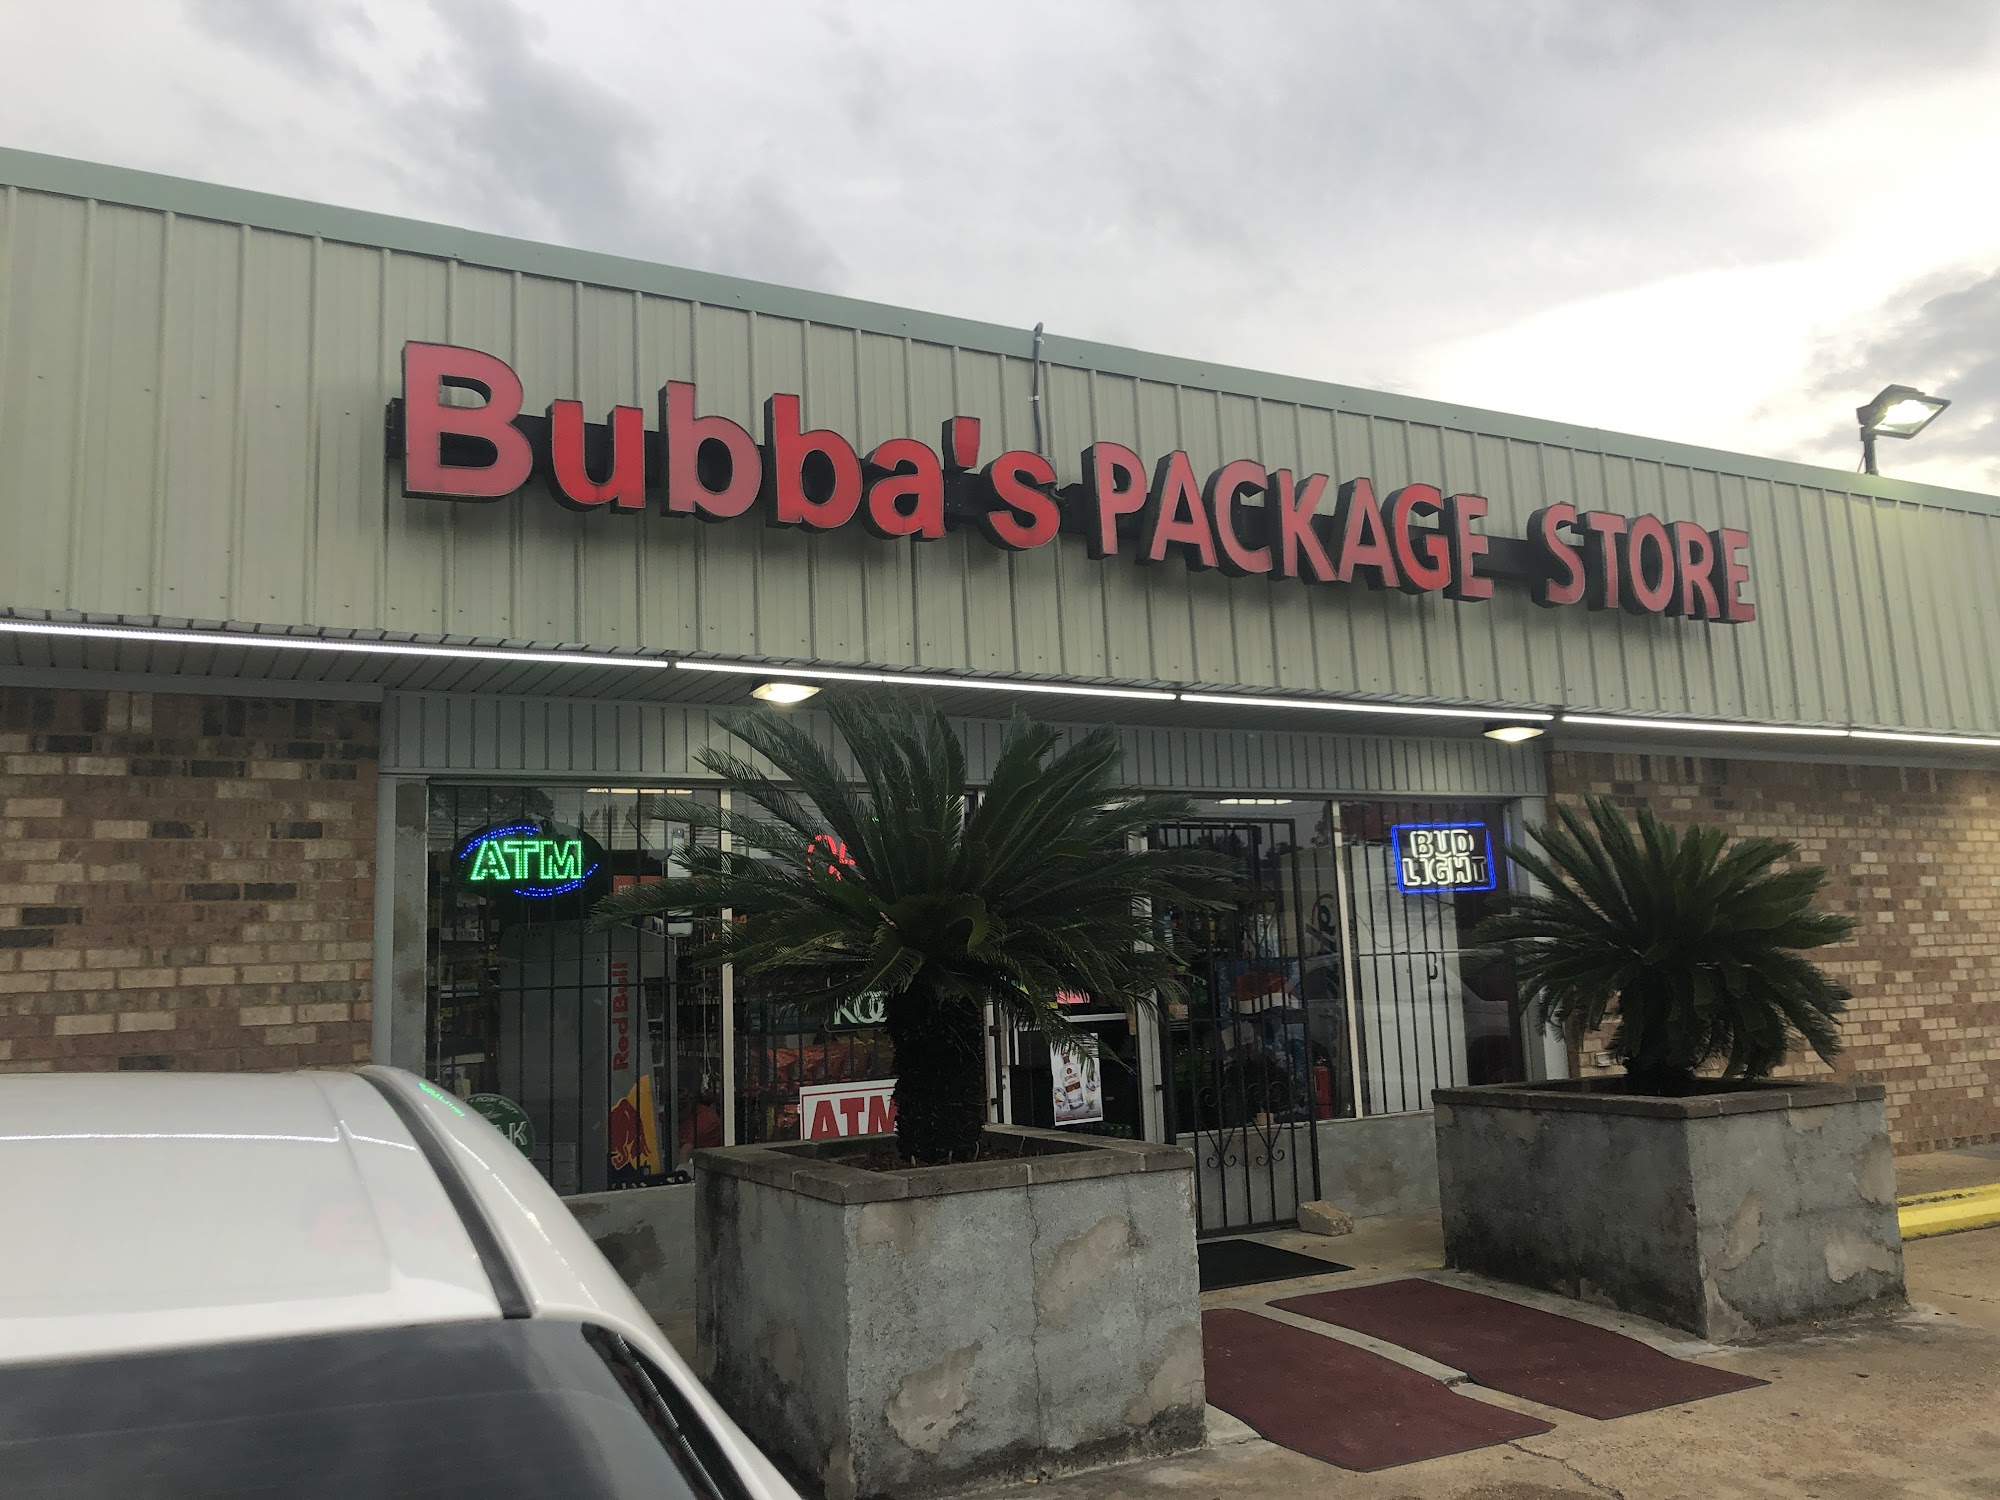 Bubba's PACKAGE STORE
ATM
BUD
LIGHT
Red Bull
ATM